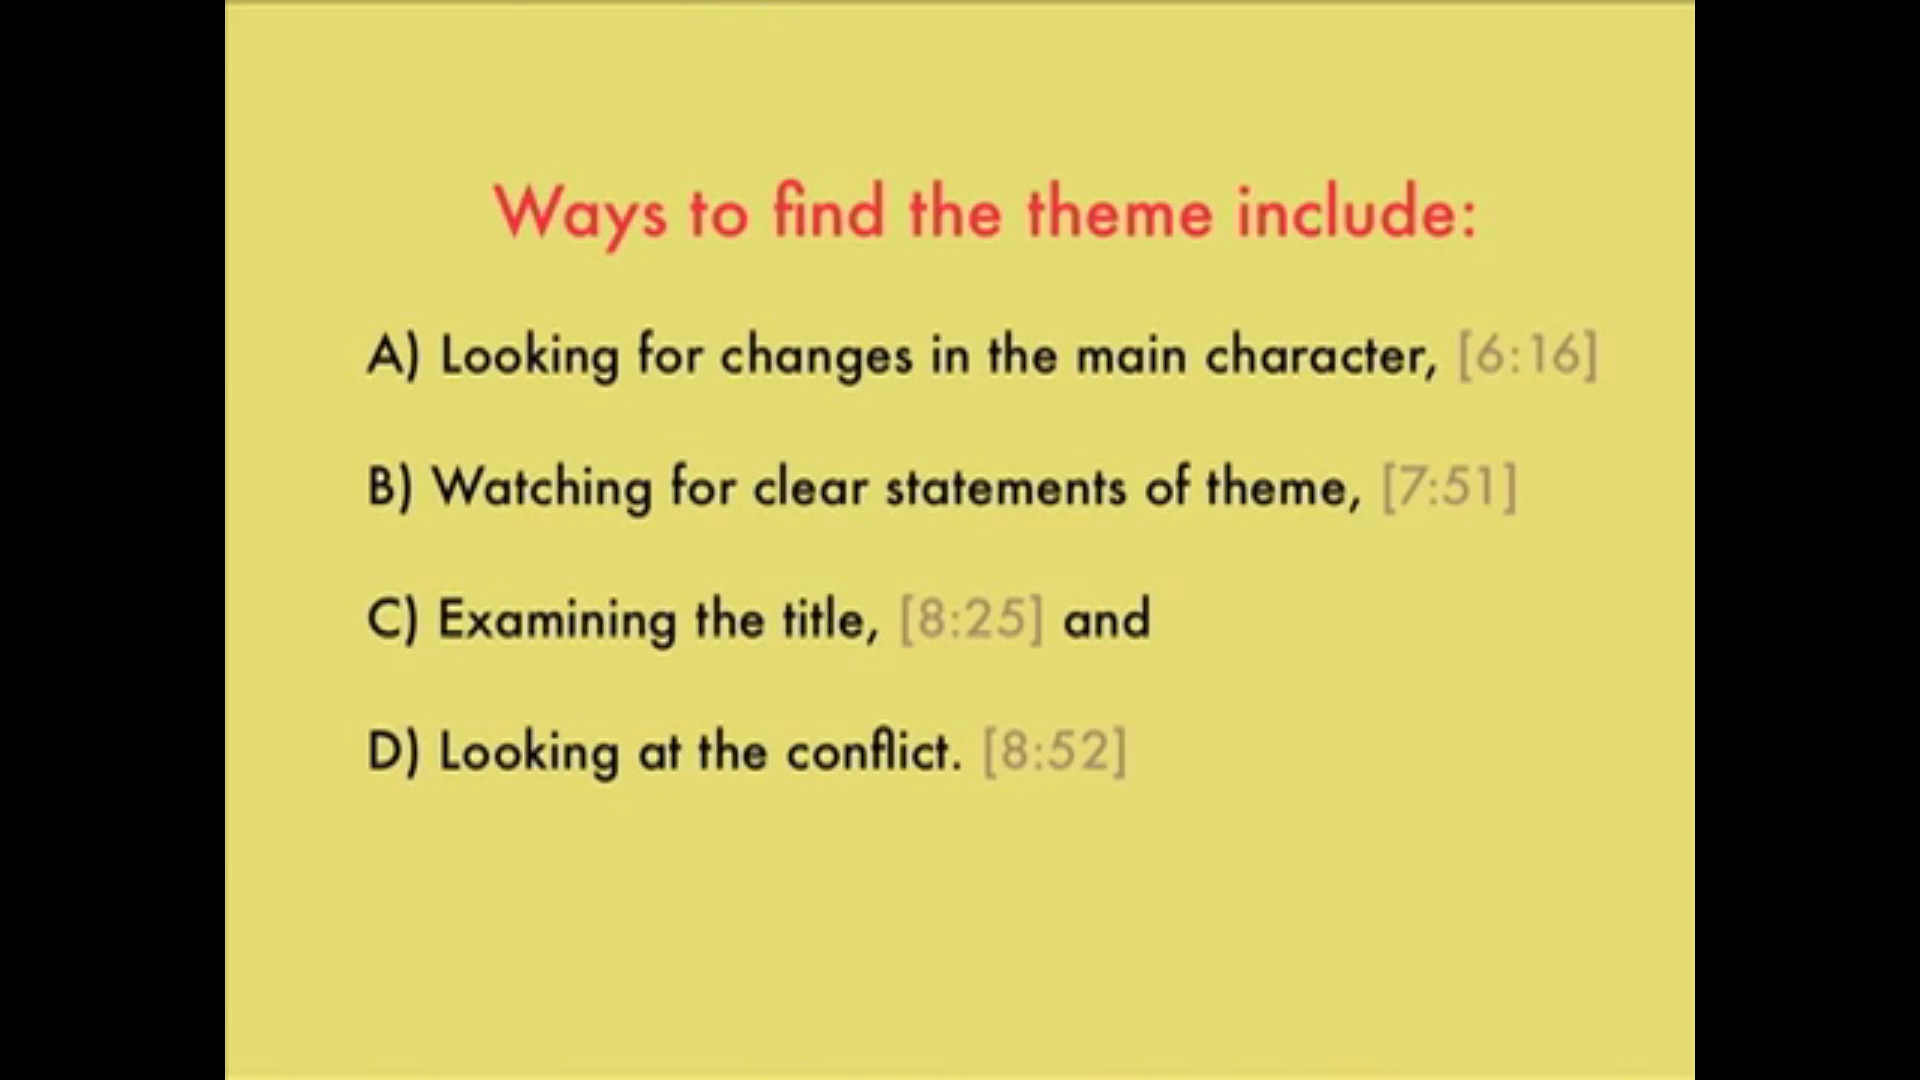 Ways to find the theme include:
A) Looking for changes in the main character, [6:16]
B) Watching for clear statements of theme, [7:51]
C) Examining the title, [8:25] and
D) Looking at the conflict. [8:52]